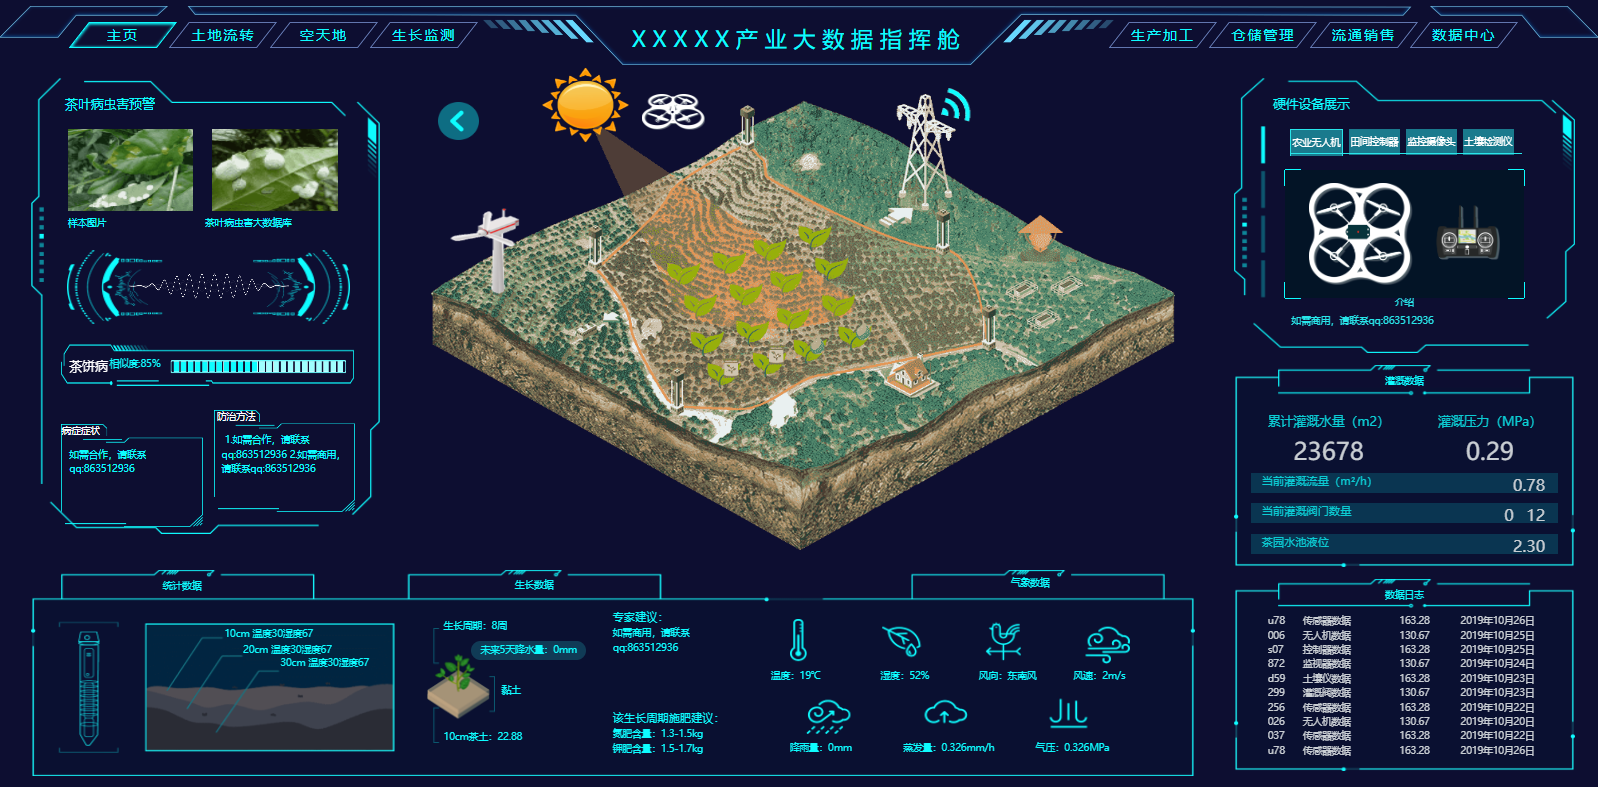 主页
土地流转
空天地
生长监测
XXXXX产业大数据指挥舱
生产加工
仓储管理
流通销售
数据中心
茶叶病虫害预警
样本图片
茶叶病虫害大数据库
茶饼病 相似度:85%
病症症状
如需合作，请联系
qq:863512936
防治方法
1.如需合作，请联系
qq:863512936 2.如需商用，
请联系qq:863512936
硬件设备展示
农业无人机
田间控制器
监控摄像头
土壤检测仪
介绍
如需商用，请联系qq:863512936
灌溉数据
累计灌溉水量（m2）
23678
灌溉压力（MPa）
0.29
当前灌溉流量（m²/h） 0.78
当前灌溉阀门数量 0 12
茶园水池液位 2.30
数据日志
u78 传感器数据 163.28 2019年10月26日
006 无人机数据 130.67 2019年10月25日
s07 控制器数据 163.28 2019年10月25日
872 监视器数据 130.67 2019年10月24日
d59 土壤仪数据 163.28 2019年10月23日
299 灌溉阀数据 130.67 2019年10月23日
256 传感器数据 163.28 2019年10月22日
026 无人机数据 130.67 2019年10月20日
037 传感器数据 163.28 2019年10月22日
u78 传感器数据 163.28 2019年10月26日
统计数据
10cm 温度30湿度67
20cm 温度30湿度67
30cm 温度30湿度67
生长数据
生长周期：8周
未来5天降水量：0mm
黏土
10cm茶土：22.88
专家建议：
如需商用，请联系
qq:863512936
该生长周期施肥建议：
氮肥含量：1.3-1.5kg
钾肥含量：1.5-1.7kg
气象数据
温度：19℃
湿度：52%
风向：东南风
风速：2m/s
降雨量：0mm
蒸发量：0.326mm/h
气压：0.326MPa